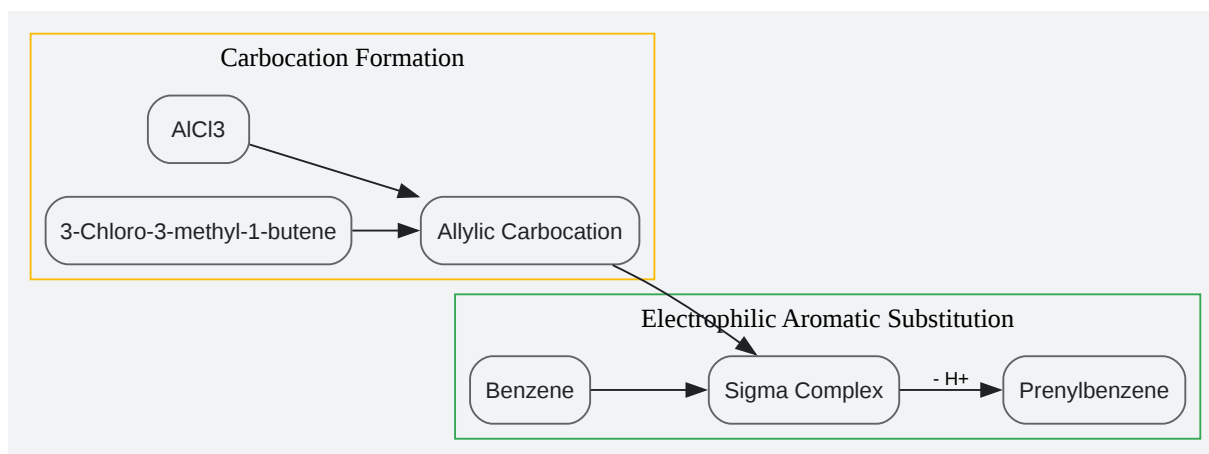 Carbocation Formation
AlCl3
3-Chloro-3-methyl-1-butene
Allylic Carbocation
Electrophilic Aromatic Substitution
Benzene
Sigma Complex
- H+
Prenylbenzene